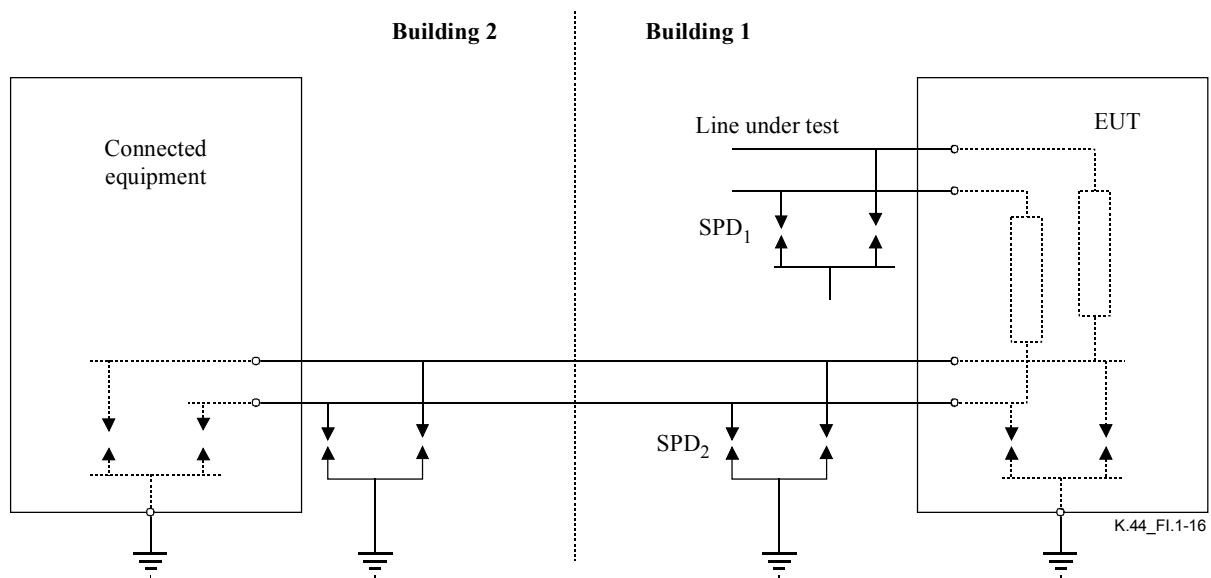 Building 2
Building 1
Connected
equipment
Line under test
EUT
SPD1
SPD2
K.44_FI.1-16